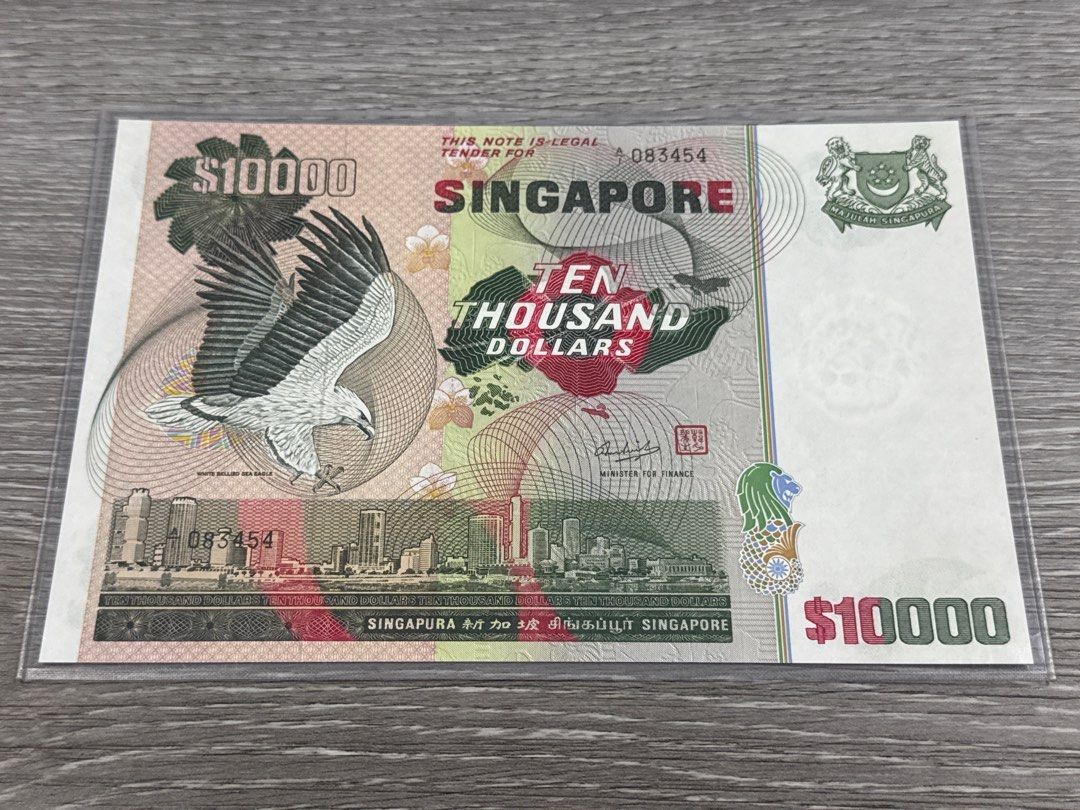 $10000
THIS NOTE IS LEGAL
TENDER FOR
A/1 083454
SINGAPORE
MAJULAH SINGAPURA
TEN
THOUSAND
DOLLARS
MINISTER FOR FINANCE
WHITE BELLIED SEA EAGLE
A/1 083454
TEN THOUSAND DOLLARS TEN THOUSAND DOLLARS TEN THOUSAND DOLLARS TEN THOUSAND DOLLARS
SINGAPURA 新加坡 சிங்கப்பூர் SINGAPORE
$10000